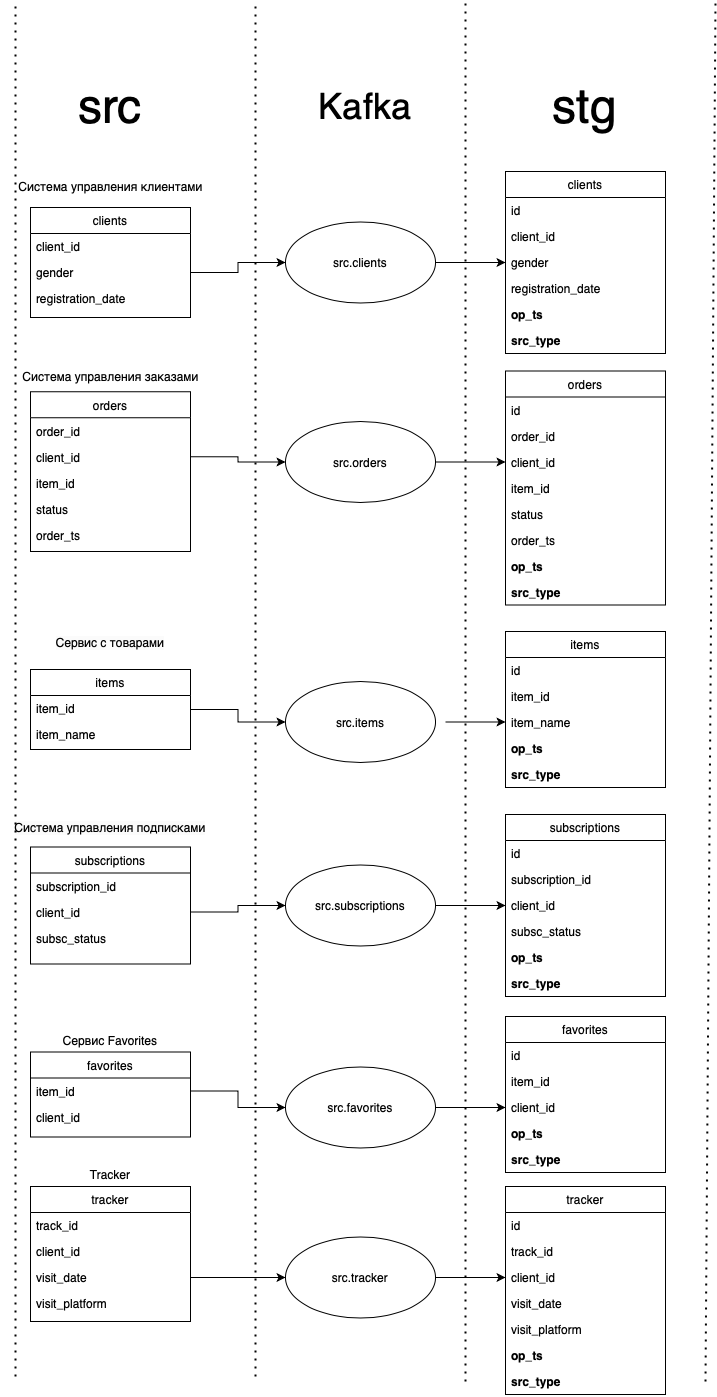 src
Kafka
stg
Система управления клиентами
clients
client_id
gender
registration_date
src.clients
clients
id
client_id
gender
registration_date
op_ts
src_type
Система управления заказами
orders
order_id
client_id
item_id
status
order_ts
src.orders
orders
id
order_id
client_id
item_id
status
order_ts
op_ts
src_type
Сервис с товарами
items
item_id
item_name
src.items
items
id
item_id
item_name
op_ts
src_type
Система управления подписками
subscriptions
subscription_id
client_id
subsc_status
src.subscriptions
subscriptions
id
subscription_id
client_id
subsc_status
op_ts
src_type
Сервис Favorites
favorites
item_id
client_id
src.favorites
favorites
id
item_id
client_id
op_ts
src_type
Tracker
tracker
track_id
client_id
visit_date
visit_platform
src.tracker
tracker
id
track_id
client_id
visit_date
visit_platform
op_ts
src_type